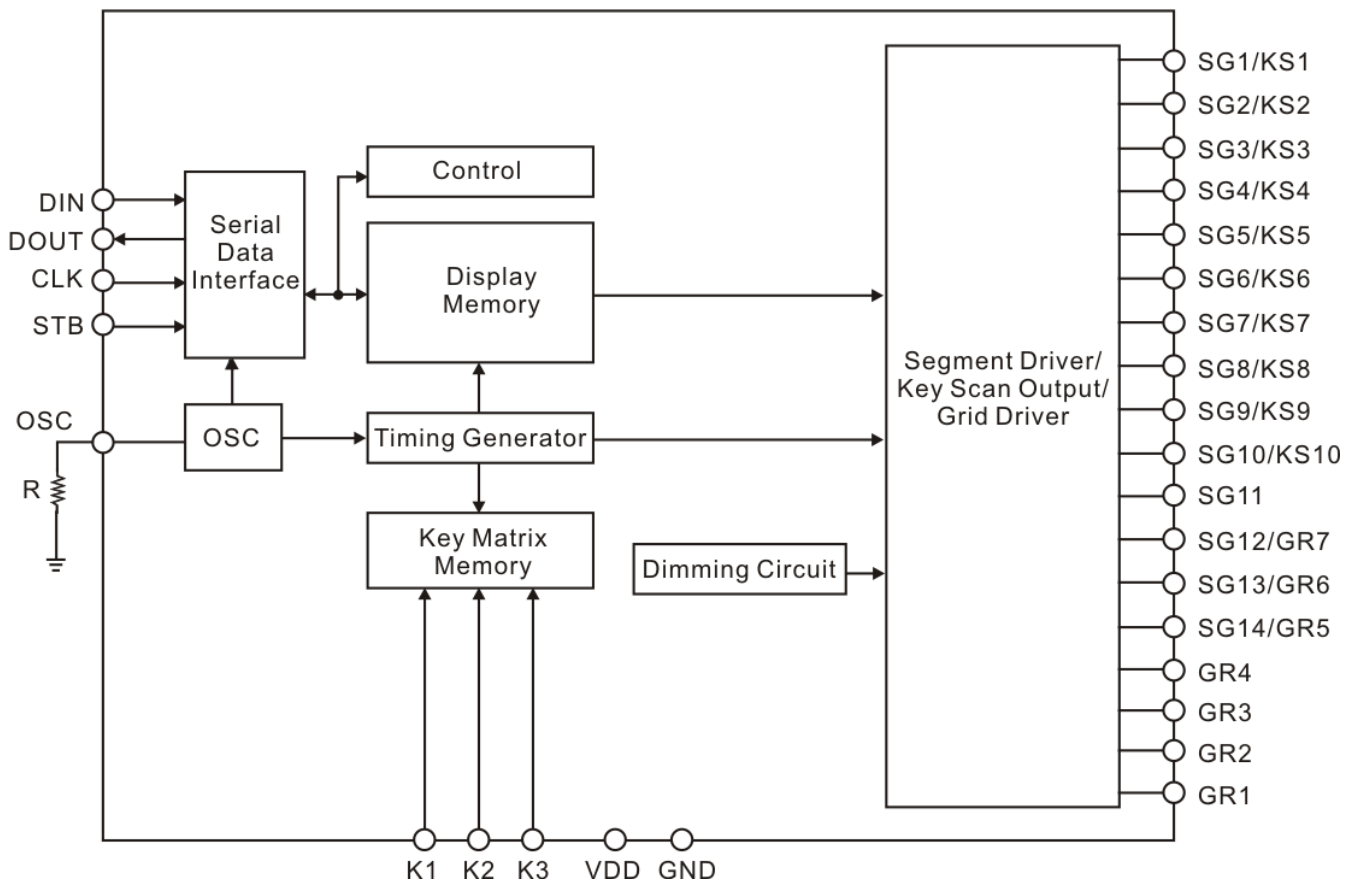 DIN
DOUT
CLK
STB
OSC
R
Serial
Data
Interface
OSC
Control
Display
Memory
Timing Generator
Key Matrix
Memory
Dimming Circuit
Segment Driver/
Key Scan Output/
Grid Driver
SG1/KS1
SG2/KS2
SG3/KS3
SG4/KS4
SG5/KS5
SG6/KS6
SG7/KS7
SG8/KS8
SG9/KS9
SG10/KS10
SG11
SG12/GR7
SG13/GR6
SG14/GR5
GR4
GR3
GR2
GR1
K1 K2 K3 VDD GND